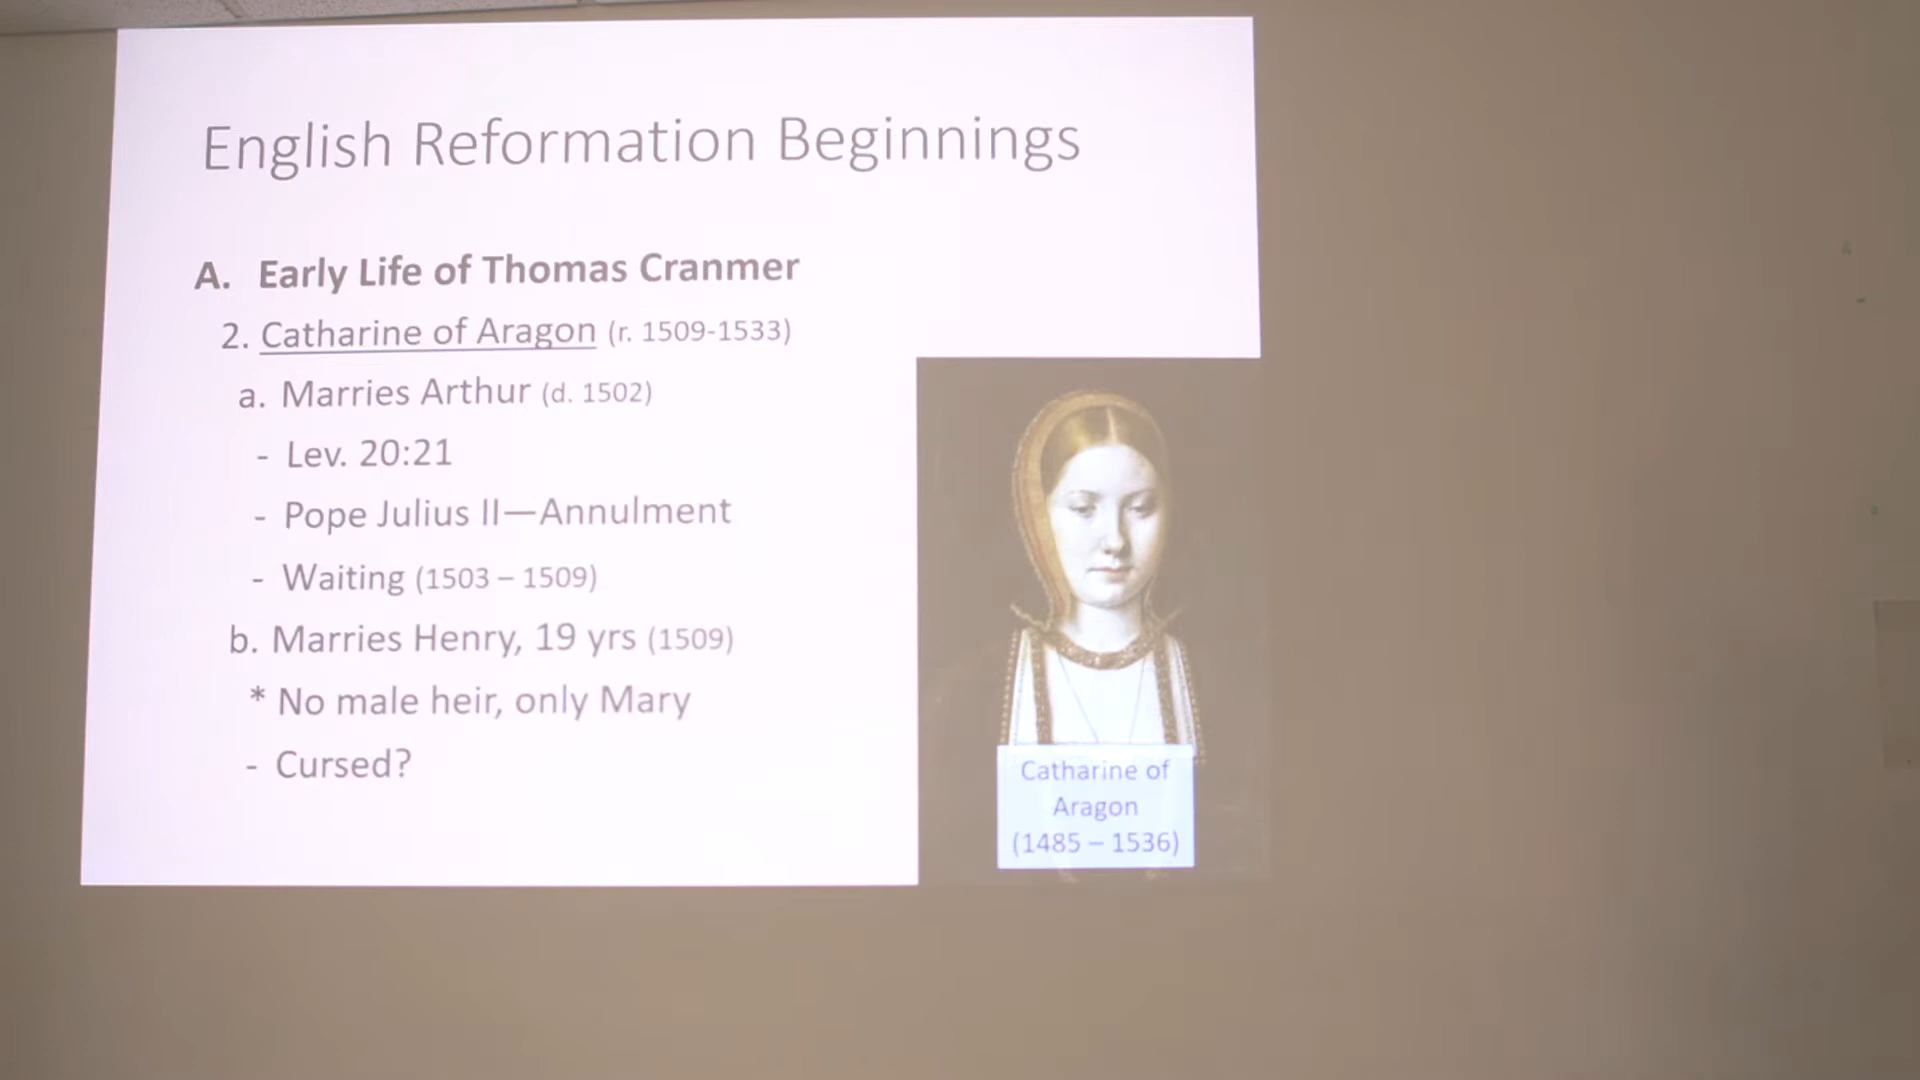 English Reformation Beginnings
A. Early Life of Thomas Cranmer
2. Catharine of Aragon (r. 1509-1533)
a. Marries Arthur (d. 1502)
- Lev. 20:21
- Pope Julius II—Annulment
- Waiting (1503 – 1509)
b. Marries Henry, 19 yrs (1509)
* No male heir, only Mary
- Cursed?
Catharine of
Aragon
(1485 – 1536)